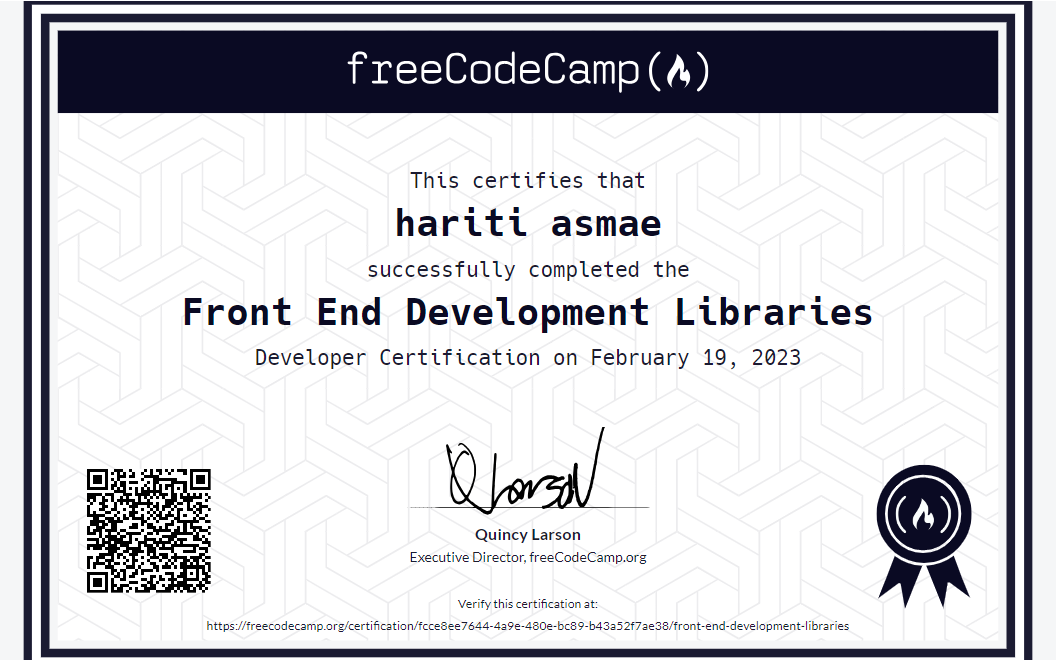 freeCodeCamp
This certifies that
hariti asmae
successfully completed the
Front End Development Libraries
Developer Certification on February 19, 2023
Quincy Larson
Executive Director, freeCodeCamp.org
Verify this certification at:
https://freecodecamp.org/certification/fcce8ee7644-4a9e-480e-bc89-b43a52f7ae38/front-end-development-libraries